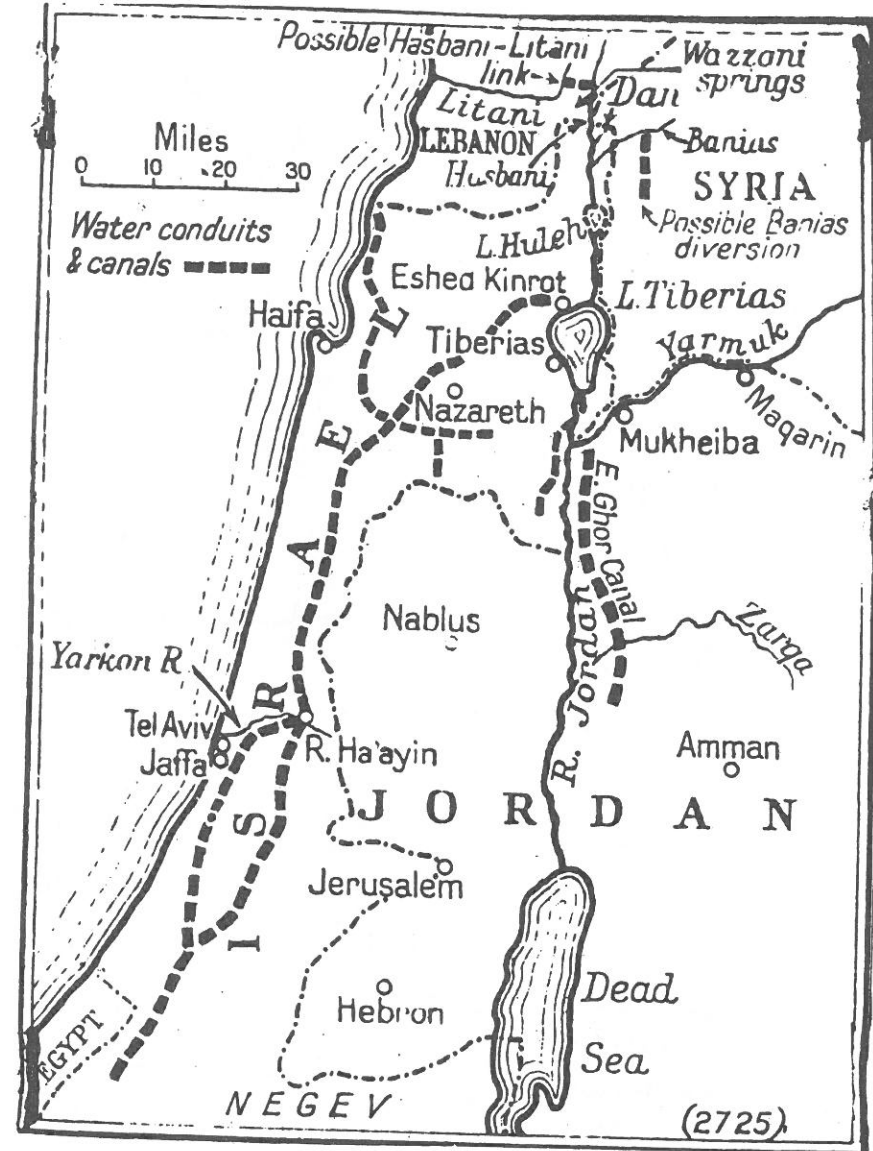 Possible Hasbani-Litani
link
Wazzani
springs
Litani
Dan
LEBANON
Husbani
Banius
SYRIA
Possible Banias
diversion
Miles
0 10 20 30
Water conduits
& canals
L. Huleh
Eshed Kinrot
L. Tiberias
Haifa
Tiberias
Yarmuk
Nazareth
Maqarin
Mukheiba
E. Ghor Canal
Nablus
Zarqa
Yarkon R
R. Jordan
Tel Aviv
Jaffa
R. Ha'ayin
Amman
ISRAEL
JORDAN
Jerusalem
Hebron
Dead
Sea
EGYPT
NEGEV
(2725)